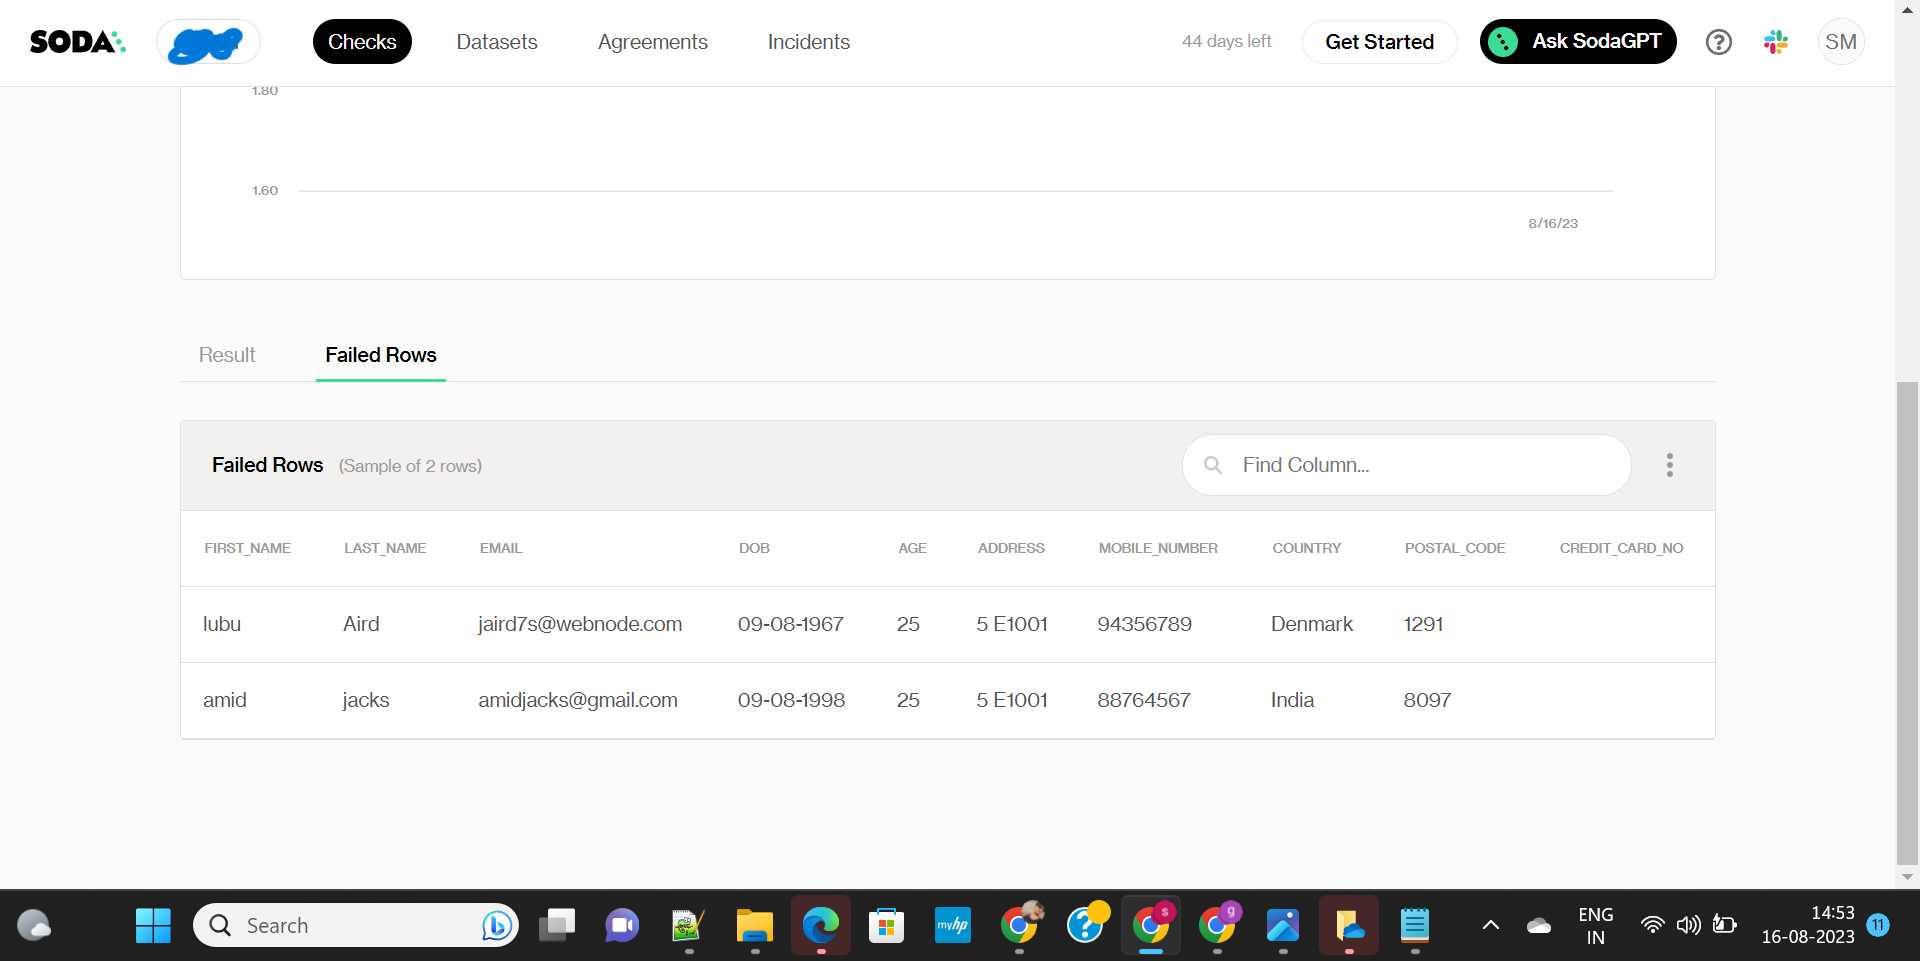 SODA Checks Datasets Agreements Incidents 44 days left Get Started Ask SodaGPT ? SM
1.80
1.60
8/16/23
Result Failed Rows
Failed Rows (Sample of 2 rows) Find Column...
FIRST_NAME LAST_NAME EMAIL DOB AGE ADDRESS MOBILE_NUMBER COUNTRY POSTAL_CODE CREDIT_CARD_NO
lubu Aird jaird7s@webnode.com 09-08-1967 25 5 E1001 94356789 Denmark 1291
amid jacks amidjacks@gmail.com 09-08-1998 25 5 E1001 88764567 India 8097
Search myhp ? s g ENG 14:53 11
IN 16-08-2023